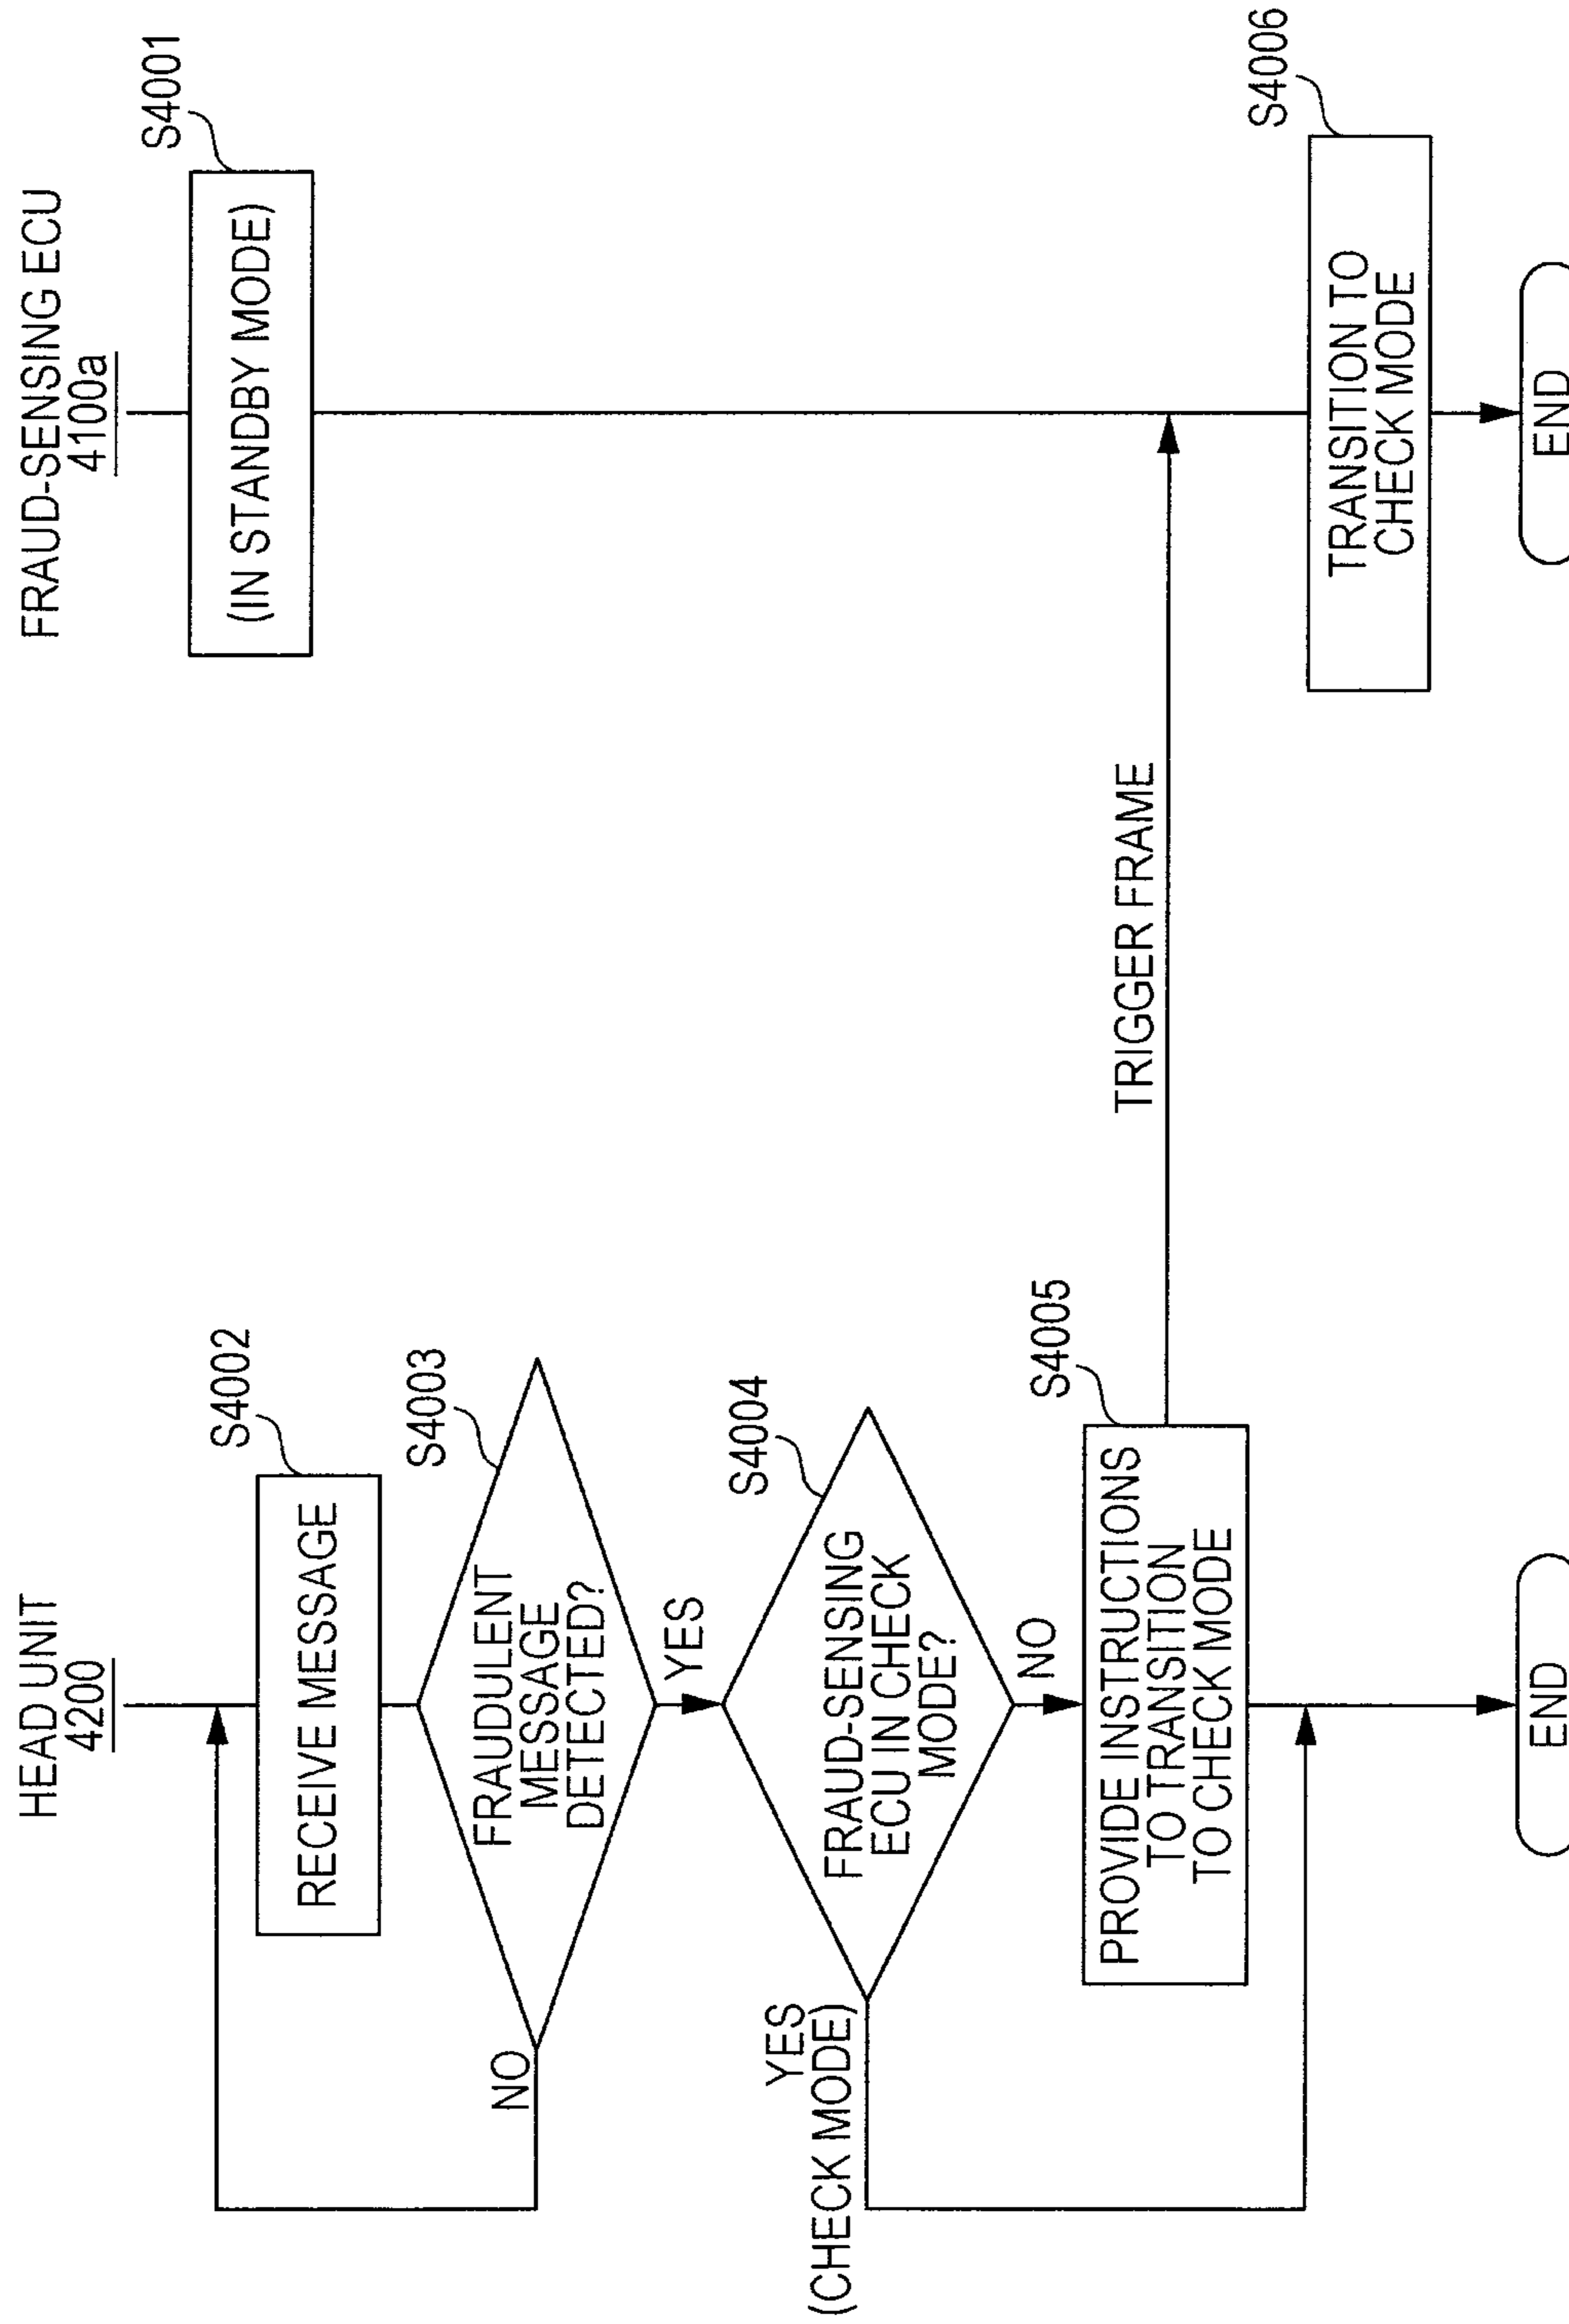 HEAD UNIT
4200
S4002
RECEIVE MESSAGE
S4003
FRAUDULENT
MESSAGE
DETECTED?
NO
YES
S4004
FRAUD-SENSING
ECU IN CHECK
MODE?
YES
(CHECK MODE)
NO
S4005
PROVIDE INSTRUCTIONS
TO TRANSITION
TO CHECK MODE
END
TRIGGER FRAME
FRAUD-SENSING ECU
4100a
S4001
(IN STANDBY MODE)
S4006
TRANSITION TO
CHECK MODE
END